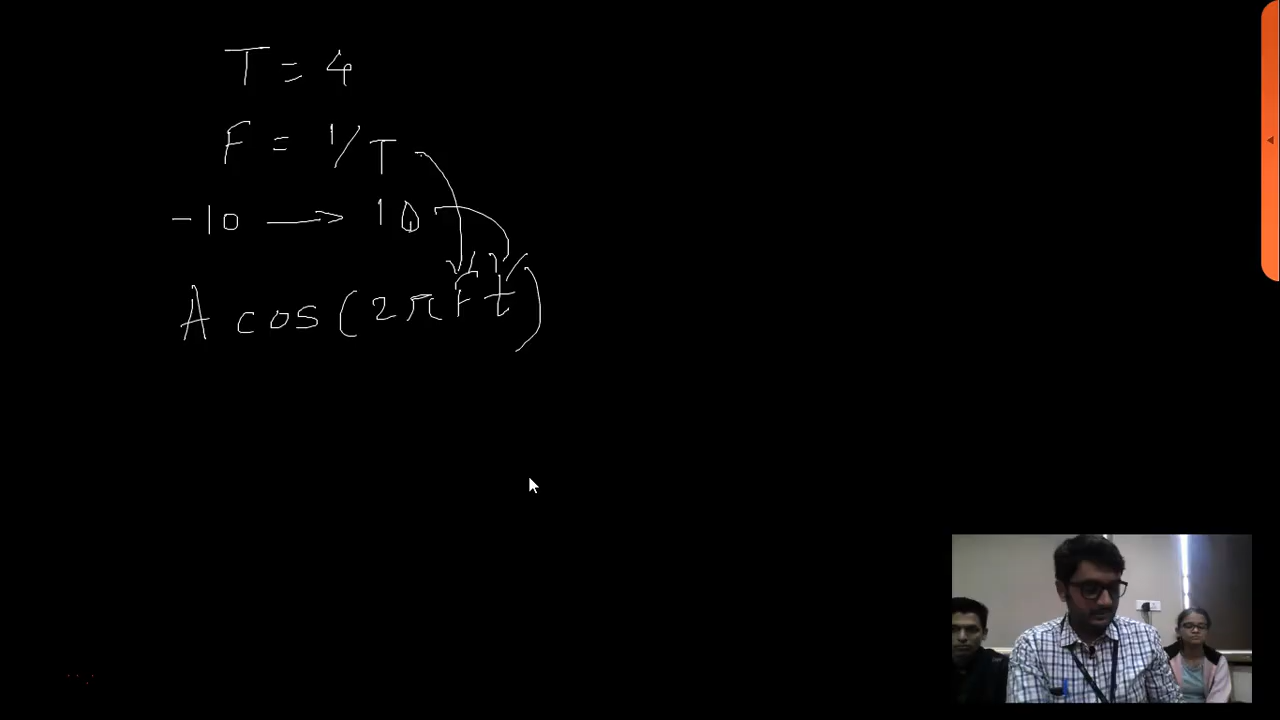 T = 4
F = 1/T
-10 → 10
A cos(2πFt)